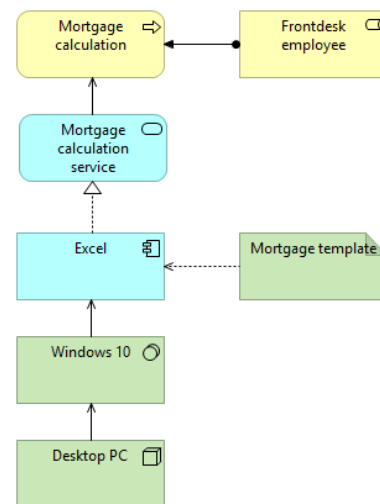 Mortgage
calculation
Frontdesk
employee
Mortgage
calculation
service
Excel
Mortgage template
Windows 10
Desktop PC